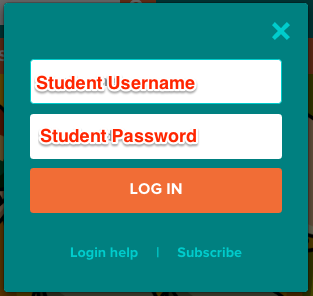 Student Username
Student Password
LOG IN
Login help | Subscribe